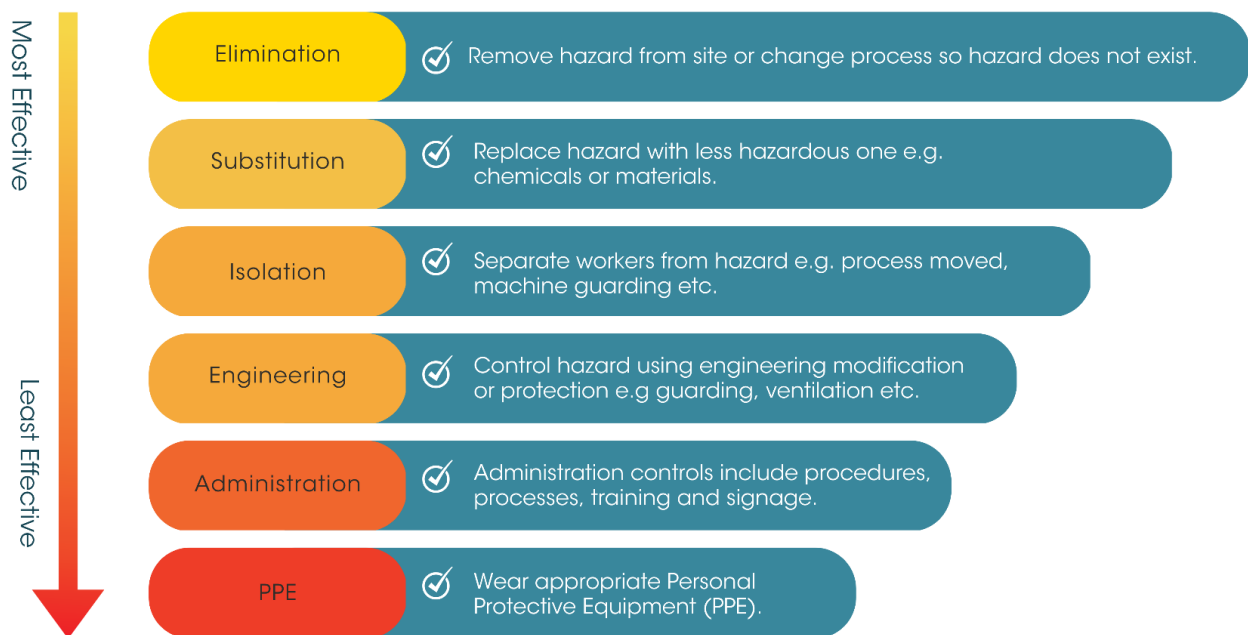 Most Effective
Least Effective
Elimination
Remove hazard from site or change process so hazard does not exist.
Substitution
Replace hazard with less hazardous one e.g.
chemicals or materials.
Isolation
Separate workers from hazard e.g. process moved,
machine guarding etc.
Engineering
Control hazard using engineering modification
or protection e.g guarding, ventilation etc.
Administration
Administration controls include procedures,
processes, training and signage.
PPE
Wear appropriate Personal
Protective Equipment (PPE).